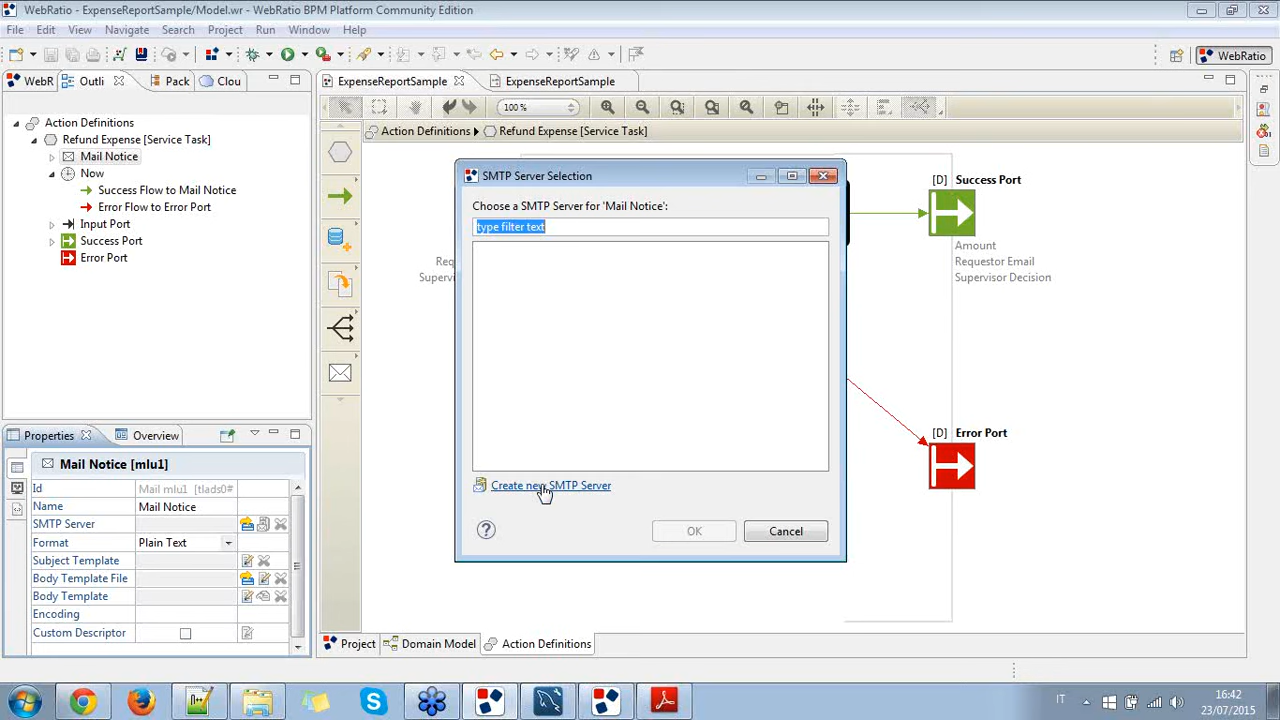 WebRatio - ExpenseReportSample/Model.wr - WebRatio BPM Platform Community Edition
File Edit View Navigate Search Project Run Window Help
WebRatio
WebR Outli Pack Clou
ExpenseReportSample ExpenseReportSample
100 %
Action Definitions Refund Expense [Service Task]
Action Definitions
Refund Expense [Service Task]
Mail Notice
Now
Success Flow to Mail Notice
Error Flow to Error Port
Input Port
Success Port
Error Port
SMTP Server Selection
Choose a SMTP Server for 'Mail Notice':
type filter text
Create new SMTP Server
?
OK Cancel
Supervis
[D] Success Port
Amount
Requestor Email
Supervisor Decision
[D] Error Port
Properties Overview
Mail Notice [mlu1]
Id Mail mlu1 [tlads0#
Name Mail Notice
SMTP Server
Format Plain Text
Subject Template
Body Template File
Body Template
Encoding
Custom Descriptor
Project Domain Model Action Definitions
IT
16:42
23/07/2015